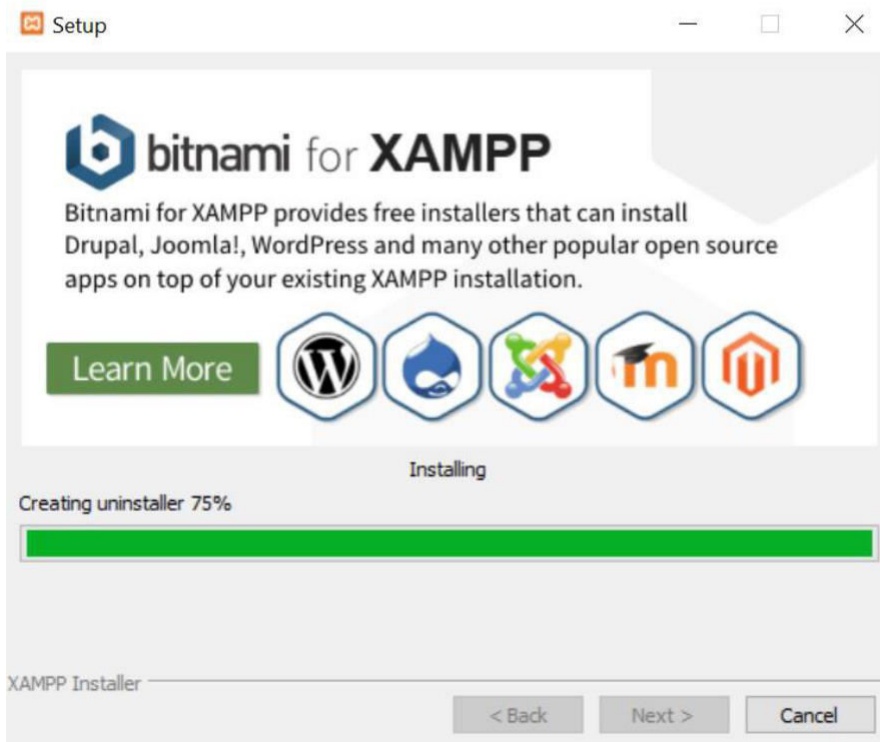 Setup
bitnami for XAMPP
Bitnami for XAMPP provides free installers that can install
Drupal, Joomla!, WordPress and many other popular open source
apps on top of your existing XAMPP installation.
Learn More
Installing
Creating uninstaller 75%
XAMPP Installer
< Back Next > Cancel